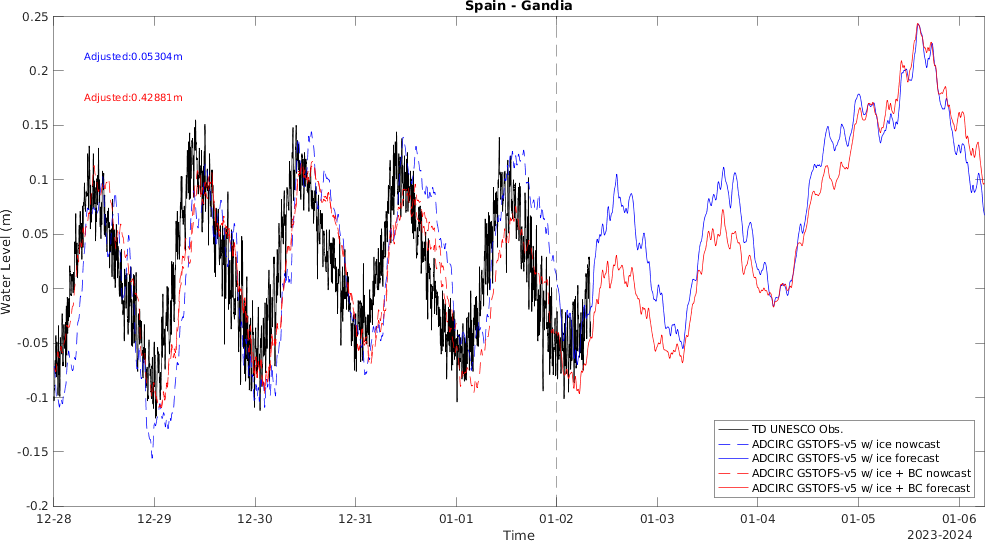 Spain - Gandia
0.25
0.2
0.15
0.1
0.05
0
-0.05
-0.1
-0.15
-0.2
Water Level (m)
Adjusted:0.05304m
Adjusted:0.42881m
TD UNESCO Obs.
ADCIRC GSTOFS-v5 w/ ice nowcast
ADCIRC GSTOFS-v5 w/ ice forecast
ADCIRC GSTOFS-v5 w/ ice + BC nowcast
ADCIRC GSTOFS-v5 w/ ice + BC forecast
12-28 12-29 12-30 12-31 01-01 01-02 01-03 01-04 01-05 01-06
Time
2023-2024